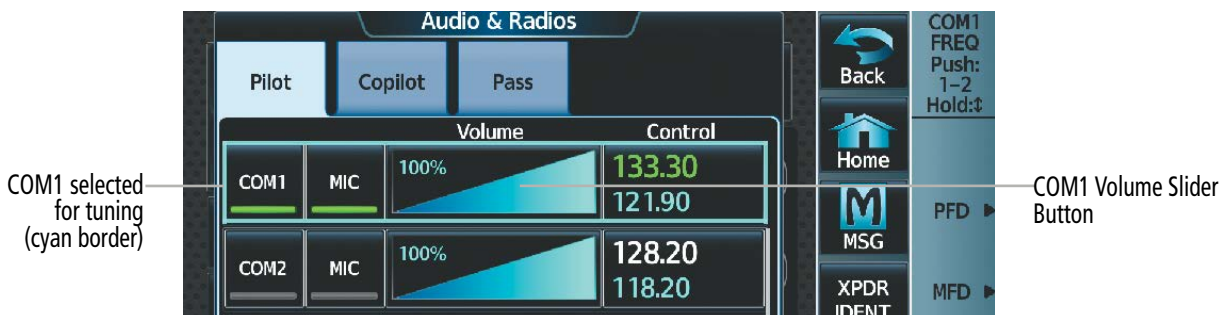 Audio & Radios
Pilot
Copilot
Pass
Volume
Control
COM1
MIC
100%
133.30
121.90
COM2
MIC
100%
128.20
118.20
Back
Home
MSG
XPDR
IDENT
COM1
FREQ
Push:
1–2
Hold:↕
PFD ▶
MFD ▶
COM1 selected
for tuning
(cyan border)
COM1 Volume Slider
Button